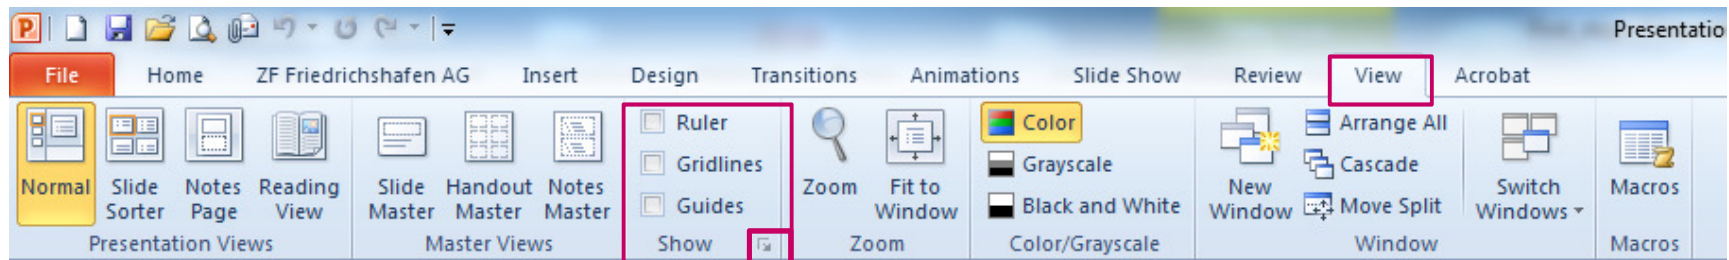 Presentatio
File Home ZF Friedrichshafen AG Insert Design Transitions Animations Slide Show Review View Acrobat
Normal
Slide Sorter
Notes Page
Reading View
Presentation Views
Slide Master
Handout Master
Notes Master
Master Views
Ruler
Gridlines
Guides
Show
Zoom
Fit to Window
Zoom
Color
Grayscale
Black and White
Color/Grayscale
New Window
Arrange All
Cascade
Move Split
Switch Windows
Window
Macros
Macros